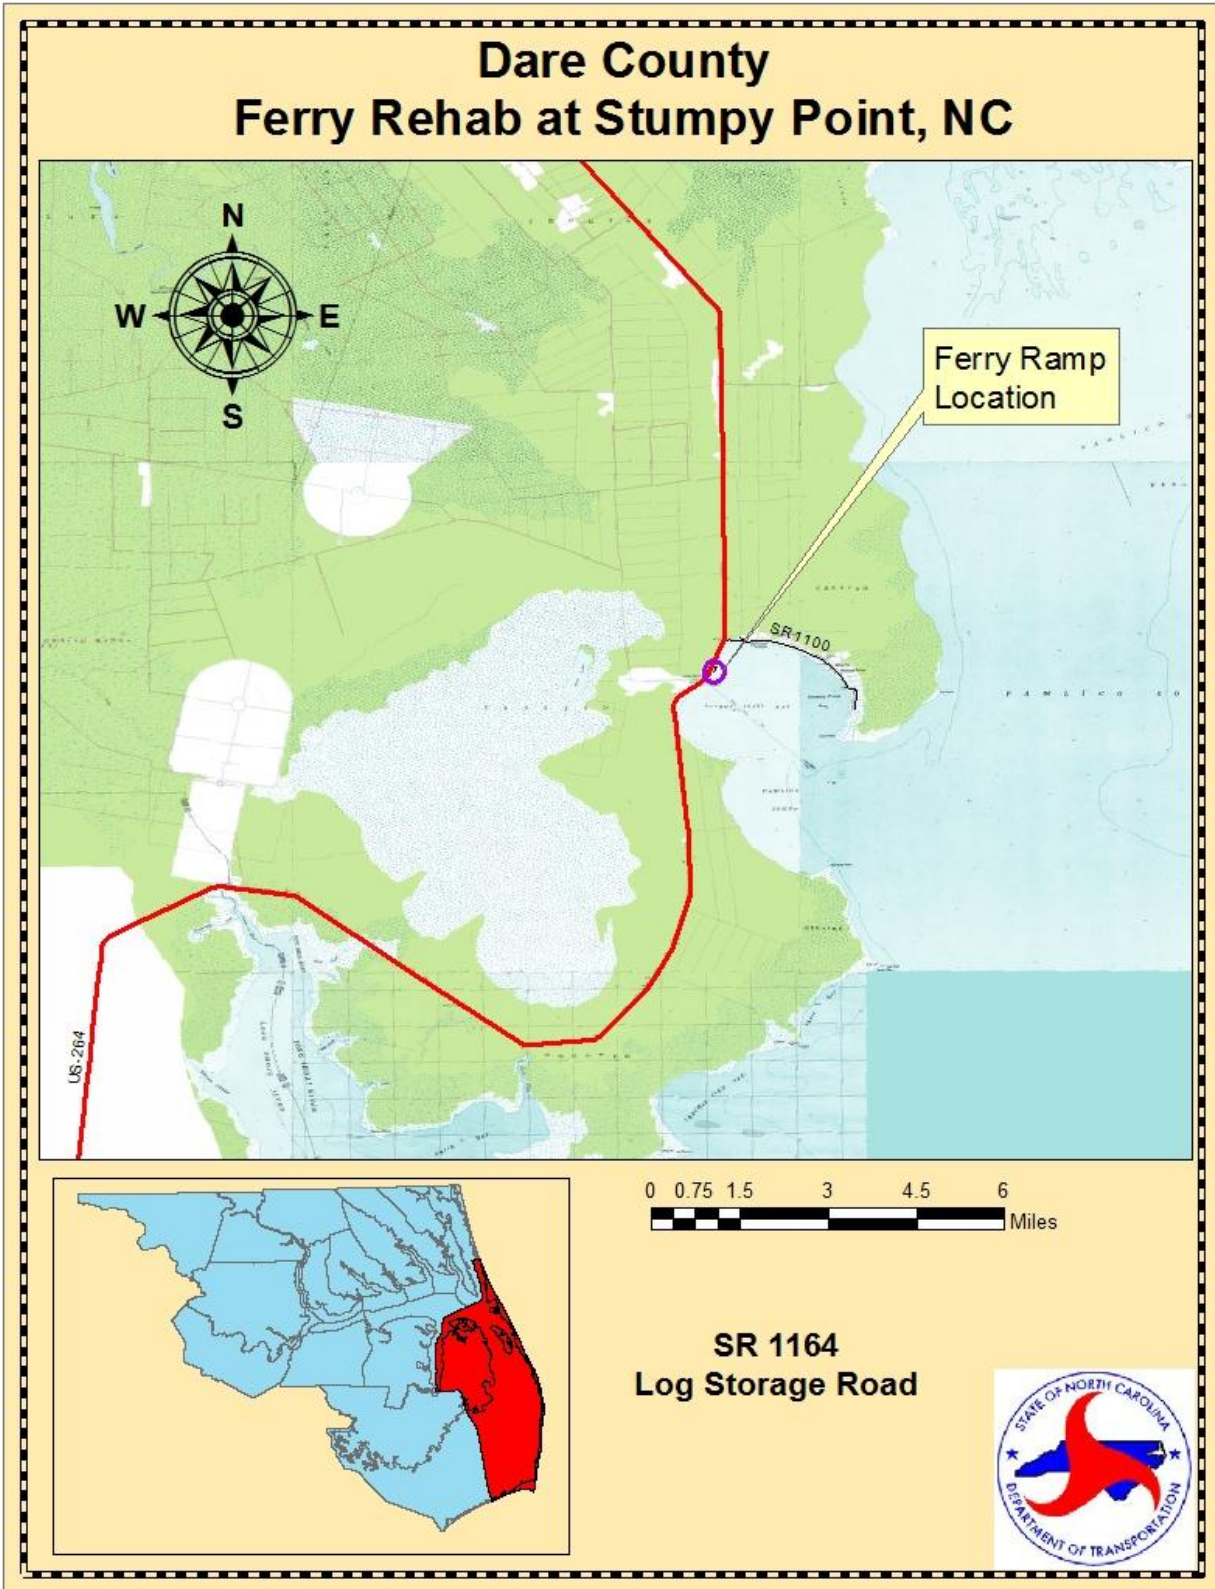 Dare County
Ferry Rehab at Stumpy Point, NC
N
W
E
S
Ferry Ramp
Location
SR1100
US-264
0 0.75 1.5 3 4.5 6
Miles
SR 1164
Log Storage Road
STATE OF NORTH CAROLINA
DEPARTMENT OF TRANSPORTATION